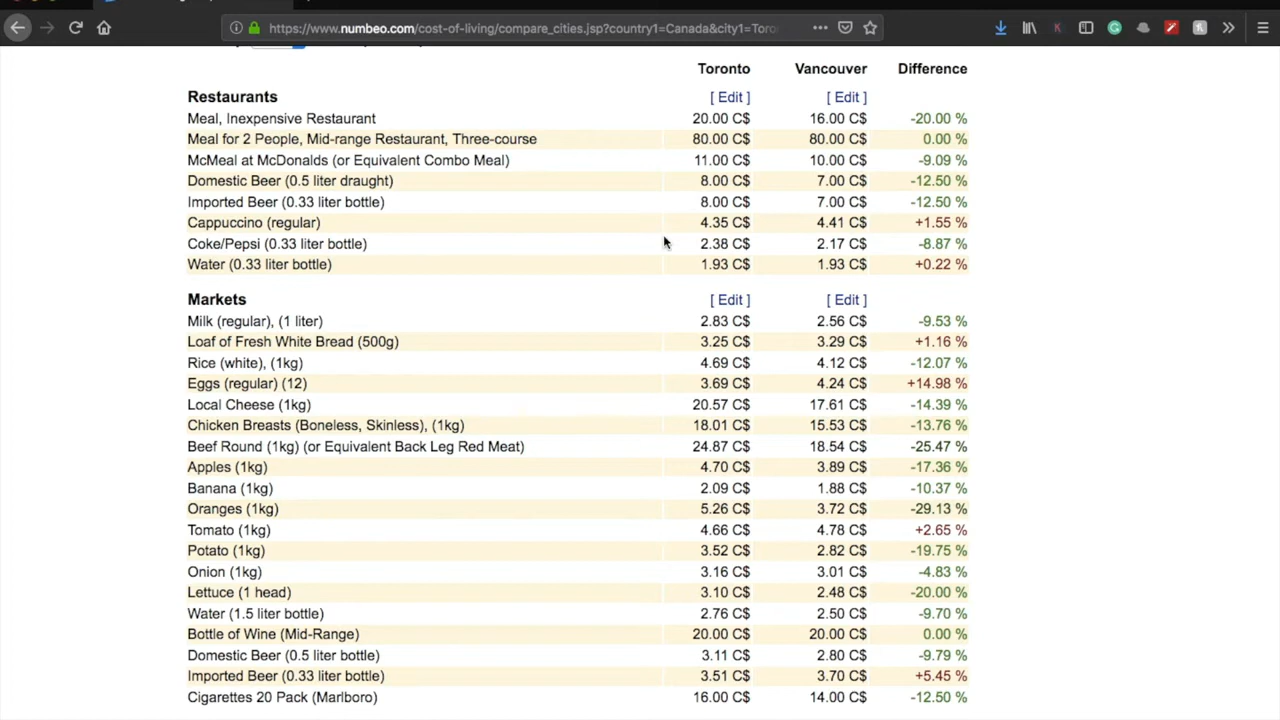 https://www.numbeo.com/cost-of-living/compare_cities.jsp?country1=Canada&city1=Toro
Toronto Vancouver Difference
Restaurants [ Edit ] [ Edit ]
Meal, Inexpensive Restaurant 20.00 C$ 16.00 C$ -20.00 %
Meal for 2 People, Mid-range Restaurant, Three-course 80.00 C$ 80.00 C$ 0.00 %
McMeal at McDonalds (or Equivalent Combo Meal) 11.00 C$ 10.00 C$ -9.09 %
Domestic Beer (0.5 liter draught) 8.00 C$ 7.00 C$ -12.50 %
Imported Beer (0.33 liter bottle) 8.00 C$ 7.00 C$ -12.50 %
Cappuccino (regular) 4.35 C$ 4.41 C$ +1.55 %
Coke/Pepsi (0.33 liter bottle) 2.38 C$ 2.17 C$ -8.87 %
Water (0.33 liter bottle) 1.93 C$ 1.93 C$ +0.22 %
Markets [ Edit ] [ Edit ]
Milk (regular), (1 liter) 2.83 C$ 2.56 C$ -9.53 %
Loaf of Fresh White Bread (500g) 3.25 C$ 3.29 C$ +1.16 %
Rice (white), (1kg) 4.69 C$ 4.12 C$ -12.07 %
Eggs (regular) (12) 3.69 C$ 4.24 C$ +14.98 %
Local Cheese (1kg) 20.57 C$ 17.61 C$ -14.39 %
Chicken Breasts (Boneless, Skinless), (1kg) 18.01 C$ 15.53 C$ -13.76 %
Beef Round (1kg) (or Equivalent Back Leg Red Meat) 24.87 C$ 18.54 C$ -25.47 %
Apples (1kg) 4.70 C$ 3.89 C$ -17.36 %
Banana (1kg) 2.09 C$ 1.88 C$ -10.37 %
Oranges (1kg) 5.26 C$ 3.72 C$ -29.13 %
Tomato (1kg) 4.66 C$ 4.78 C$ +2.65 %
Potato (1kg) 3.52 C$ 2.82 C$ -19.75 %
Onion (1kg) 3.16 C$ 3.01 C$ -4.83 %
Lettuce (1 head) 3.10 C$ 2.48 C$ -20.00 %
Water (1.5 liter bottle) 2.76 C$ 2.50 C$ -9.70 %
Bottle of Wine (Mid-Range) 20.00 C$ 20.00 C$ 0.00 %
Domestic Beer (0.5 liter bottle) 3.11 C$ 2.80 C$ -9.79 %
Imported Beer (0.33 liter bottle) 3.51 C$ 3.70 C$ +5.45 %
Cigarettes 20 Pack (Marlboro) 16.00 C$ 14.00 C$ -12.50 %